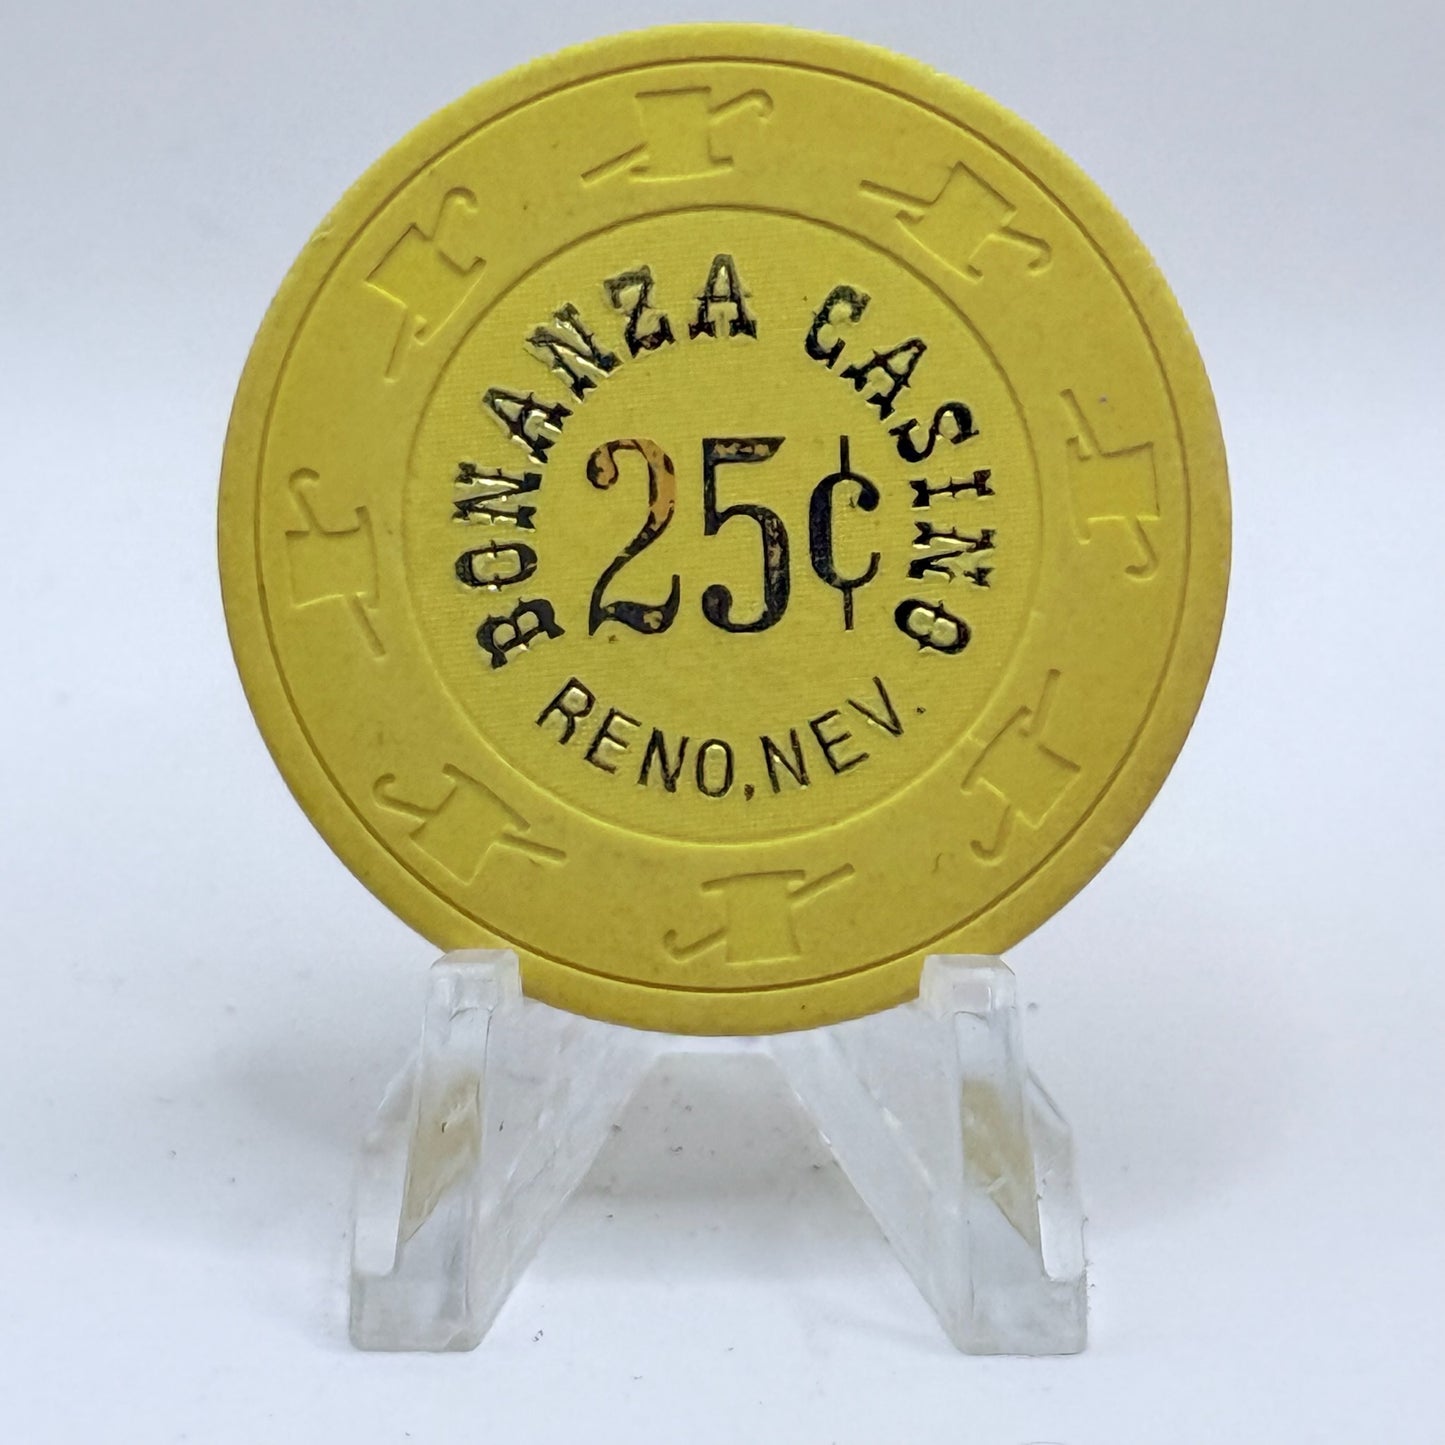 BONANZA CASINO
25¢
RENO, NEV.